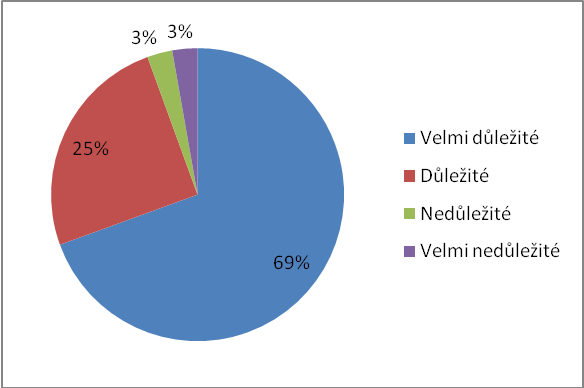 3%
3%
25%
69%
Velmi důležité
Důležité
Nedůležité
Velmi nedůležité